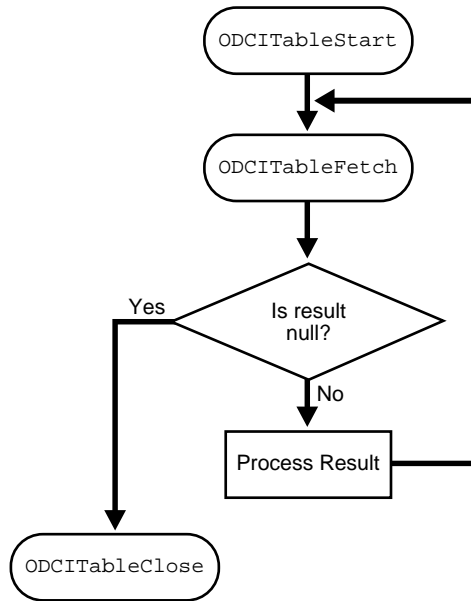 ODCITableStart
ODCITableFetch
Yes
Is result
null?
No
Process Result
ODCITableClose